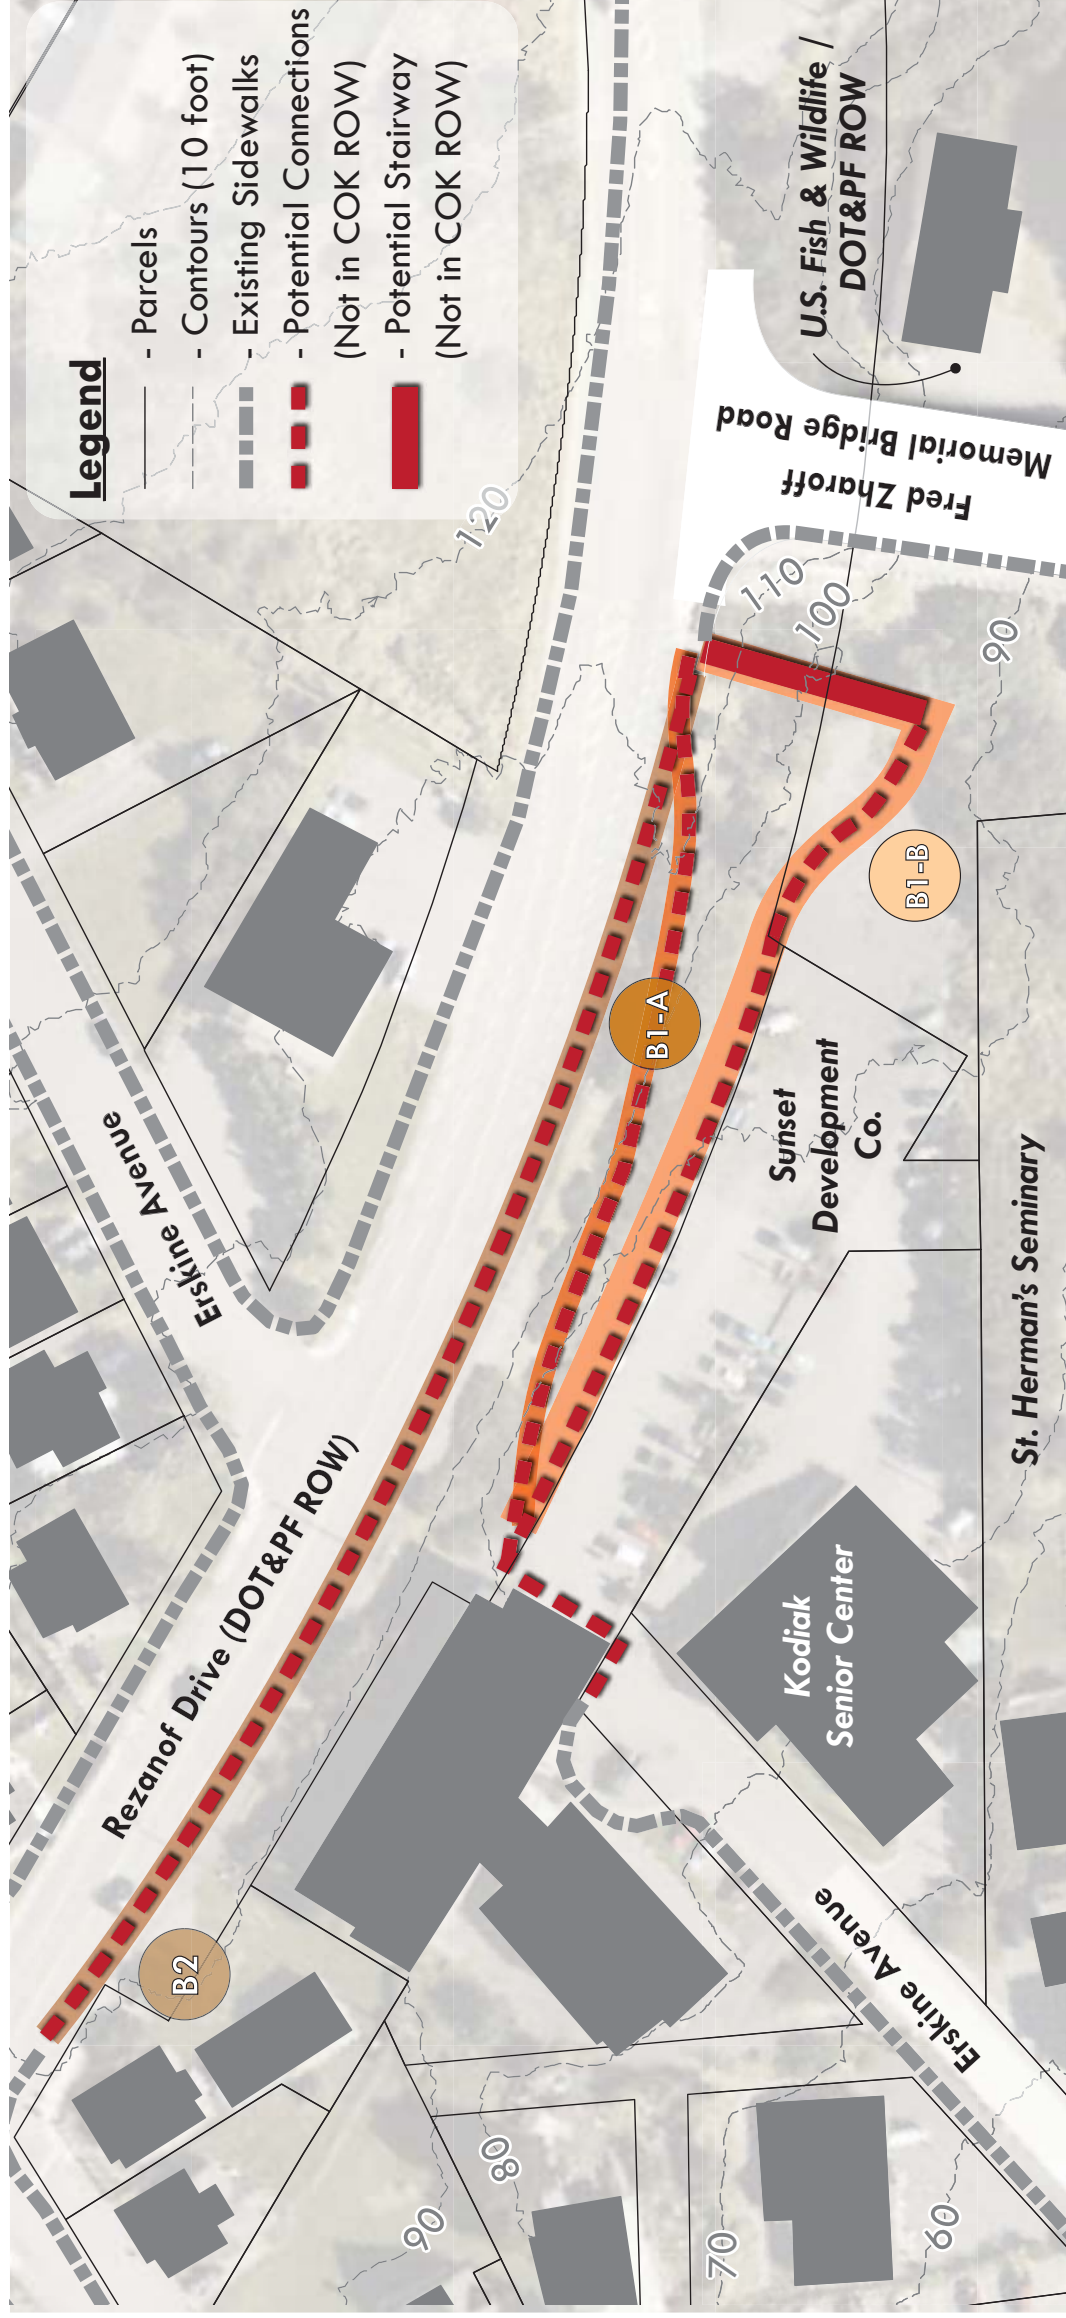 Legend
- Parcels
- Contours (10 foot)
- Existing Sidewalks
- Potential Connections
(Not in COK ROW)
- Potential Stairway
(Not in COK ROW)
120
U.S. Fish & Wildlife /
DOT&PF ROW
Fred Zharoff
Memorial Bridge Road
110
100
90
B1-B
B1-A
Erskine Avenue
Sunset
Development
Co.
St. Herman's Seminary
Rezanof Drive (DOT&PF ROW)
Kodiak
Senior Center
B2
Erskine Avenue
90
80
70
60